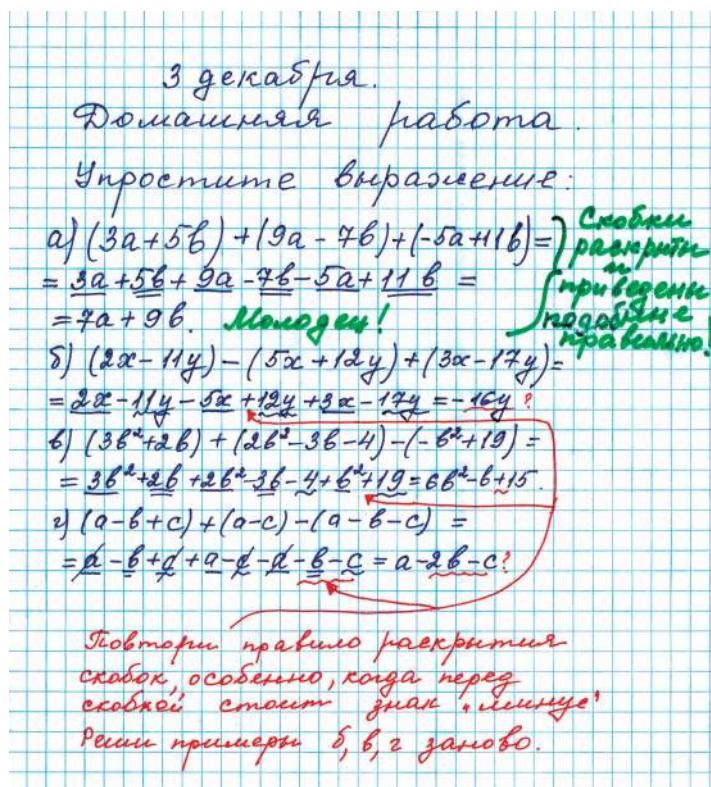 3 декабря.
Домашняя работа.
Упростите выражение:
а) (3a+5b)+(9a-7b)+(-5a+11b)=
= 3a+5b+9a-7b-5a+11b =
=7a+9b. Молодец!
Скобки
раскрыты
и
приведены
подобные
правильно!
б) (2x-11y)-(5x+12y)+(3x-17y)=
= 2x-11y-5x+12y+3x-17y=-16y?
в) (3b²+2b)+(2b²-3b-4)-(-b²+19)=
= 3b²+2b+2b²-3b-4+b²+19=6b²-b+15.
г) (a-b+c)+(a-c)-(a-b-c) =
= a-b+c+a-c-a-b-c = a-2b-c?
Повтори правило раскрытия
скобок, особенно, когда перед
скобкой стоит знак „минус“
Реши примеры б, в, г заново.